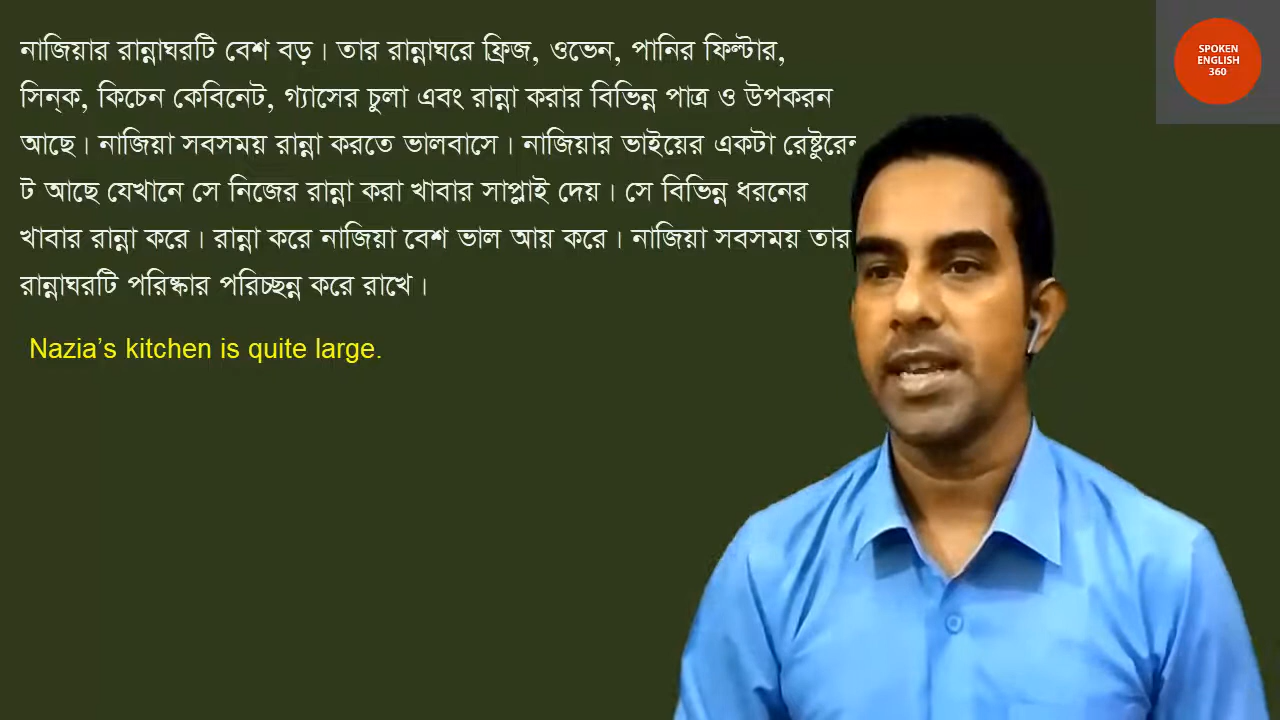 নাজিয়ার রান্নাঘরটি বেশ বড়। তার রান্নাঘরে ফ্রিজ, ওভেন, পানির ফিল্টার,
সিন্‌ক, কিচেন কেবিনেট, গ্যাসের চুলা এবং রান্না করার বিভিন্ন পাত্র ও উপকরন
আছে। নাজিয়া সবসময় রান্না করতে ভালবাসে। নাজিয়ার ভাইয়ের একটা রেষ্টুরেন
ট আছে যেখানে সে নিজের রান্না করা খাবার সাপ্লাই দেয়। সে বিভিন্ন ধরনের
খাবার রান্না করে। রান্না করে নাজিয়া বেশ ভাল আয় করে। নাজিয়া সবসময় তার
রান্নাঘরটি পরিষ্কার পরিচ্ছন্ন করে রাখে।
Nazia’s kitchen is quite large.
SPOKEN
ENGLISH
360